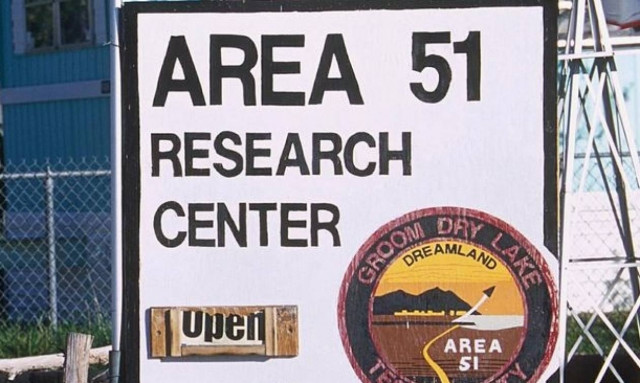 AREA 51
RESEARCH
CENTER
Open
GROOM DRY LAKE
DREAMLAND
AREA
51